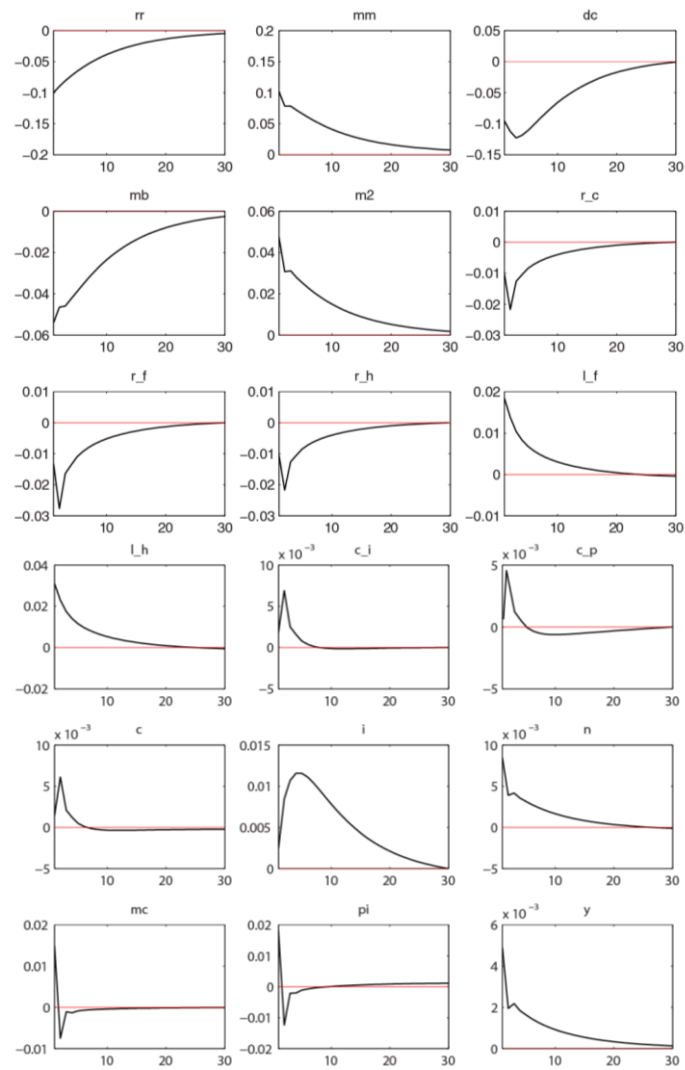 rr mm dc
0 0.2 0.05
−0.05 0.15 0
−0.1 0.1 −0.05
−0.15 0.05 −0.1
−0.2 0 −0.15
10 20 30 10 20 30 10 20 30
mb m2 r_c
0 0.06 0.01
−0.02 0.04 0
−0.04 0.02 −0.01
−0.06 0 −0.02
−0.03
10 20 30 10 20 30 10 20 30
r_f r_h l_f
0.01 0.01 0.02
0 0 0.01
−0.01 −0.01 0
−0.02 −0.02 −0.01
−0.03 −0.03
10 20 30 10 20 30 10 20 30
l_h c_i c_p
x 10⁻³ x 10⁻³
0.04 10 5
0.02 5 0
0 0 −5
−0.02 −5
10 20 30 10 20 30 10 20 30
c i n
x 10⁻³ x 10⁻³
10 0.015 10
5 0.01 5
0 0.005 0
−5 0 −5
10 20 30 10 20 30 10 20 30
mc pi y
x 10⁻³
0.02 0.02 6
0.01 0.01 4
0 0 2
−0.01 −0.01 0
−0.02
10 20 30 10 20 30 10 20 30